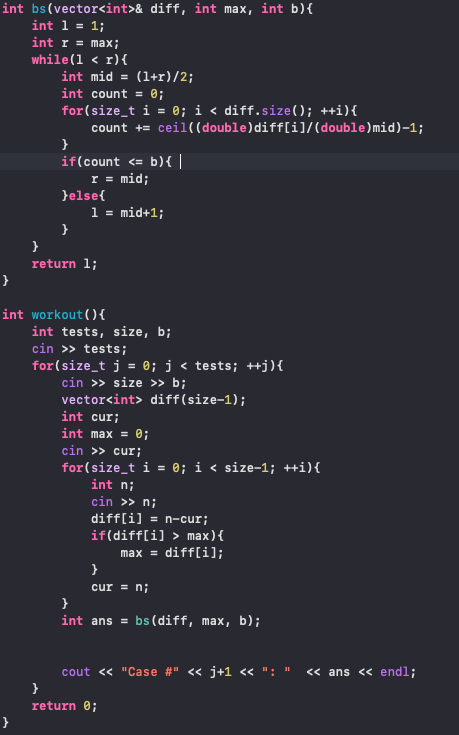 int bs(vector<int>& diff, int max, int b){
    int l = 1;
    int r = max;
    while(l < r){
        int mid = (l+r)/2;
        int count = 0;
        for(size_t i = 0; i < diff.size(); ++i){
            count += ceil((double)diff[i]/(double)mid)-1;
        }
        if(count <= b){
            r = mid;
        }else{
            l = mid+1;
        }
    }
    return l;
}

int workout(){
    int tests, size, b;
    cin >> tests;
    for(size_t j = 0; j < tests; ++j){
        cin >> size >> b;
        vector<int> diff(size-1);
        int cur;
        int max = 0;
        cin >> cur;
        for(size_t i = 0; i < size-1; ++i){
            int n;
            cin >> n;
            diff[i] = n-cur;
            if(diff[i] > max){
                max = diff[i];
            }
            cur = n;
        }
        int ans = bs(diff, max, b);


        cout << "Case #" << j+1 << ": "  << ans << endl;
    }
    return 0;
}